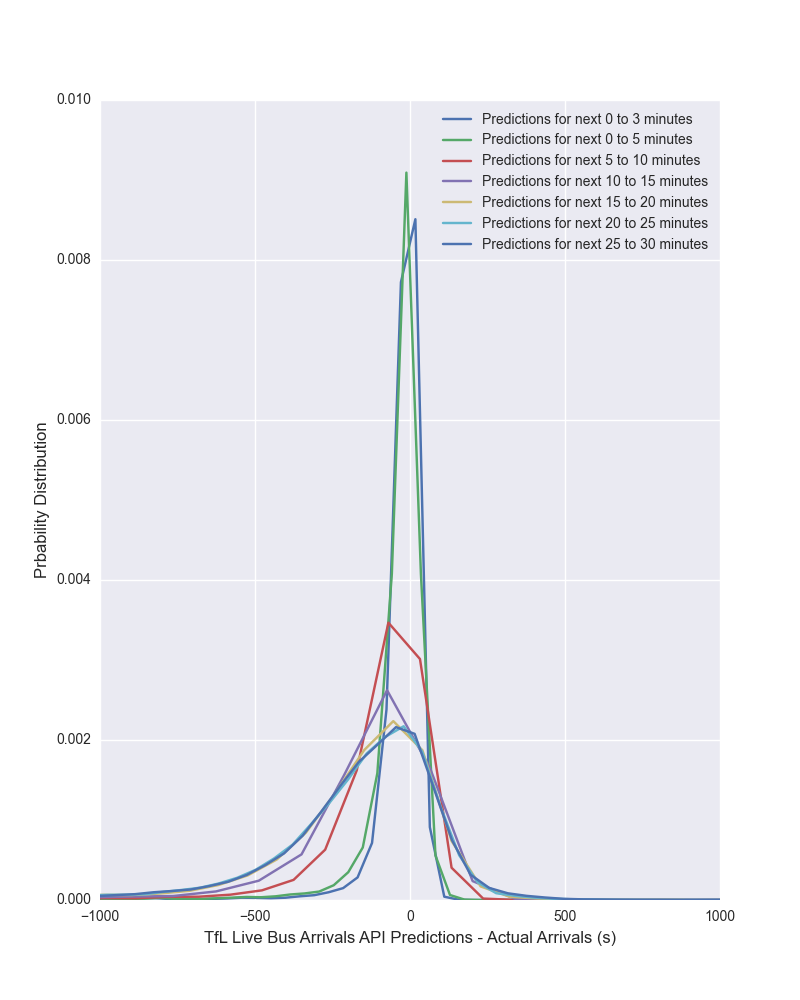 0.010
0.008
0.006
0.004
0.002
0.000
Prbability Distribution
Predictions for next 0 to 3 minutes
Predictions for next 0 to 5 minutes
Predictions for next 5 to 10 minutes
Predictions for next 10 to 15 minutes
Predictions for next 15 to 20 minutes
Predictions for next 20 to 25 minutes
Predictions for next 25 to 30 minutes
−1000 −500 0 500 1000
TfL Live Bus Arrivals API Predictions - Actual Arrivals (s)